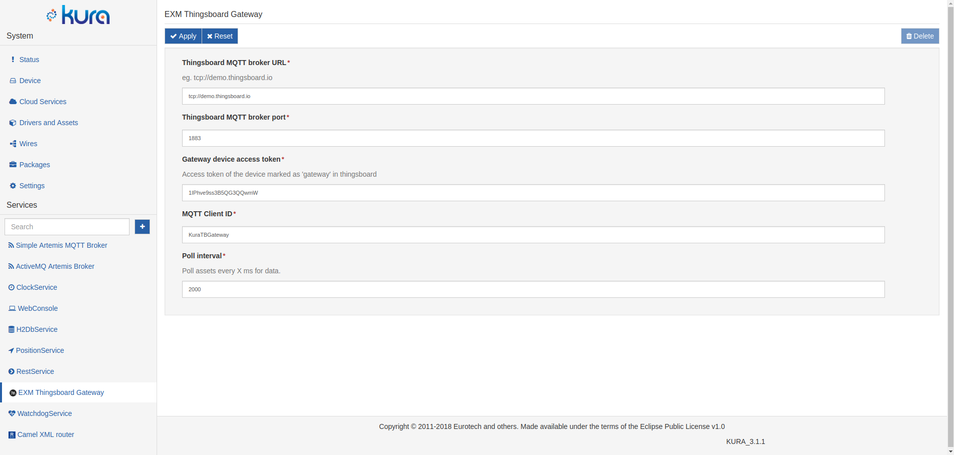 kura
System
Status
Device
Cloud Services
Drivers and Assets
Wires
Packages
Settings
Services
Search
Simple Artemis MQTT Broker
ActiveMQ Artemis Broker
ClockService
WebConsole
H2DbService
PositionService
RestService
EXM Thingsboard Gateway
WatchdogService
Camel XML router
EXM Thingsboard Gateway
Apply Reset Delete
Thingsboard MQTT broker URL*
eg. tcp://demo.thingsboard.io
tcp://demo.thingsboard.io
Thingsboard MQTT broker port*
1883
Gateway device access token*
Access token of the device marked as 'gateway' in thingsboard
MQTT Client ID*
KuraTBGateway
Poll interval*
Poll assets every X ms for data.
2000
Copyright © 2011-2018 Eurotech and others. Made available under the terms of the Eclipse Public License v1.0
KURA_3.1.1